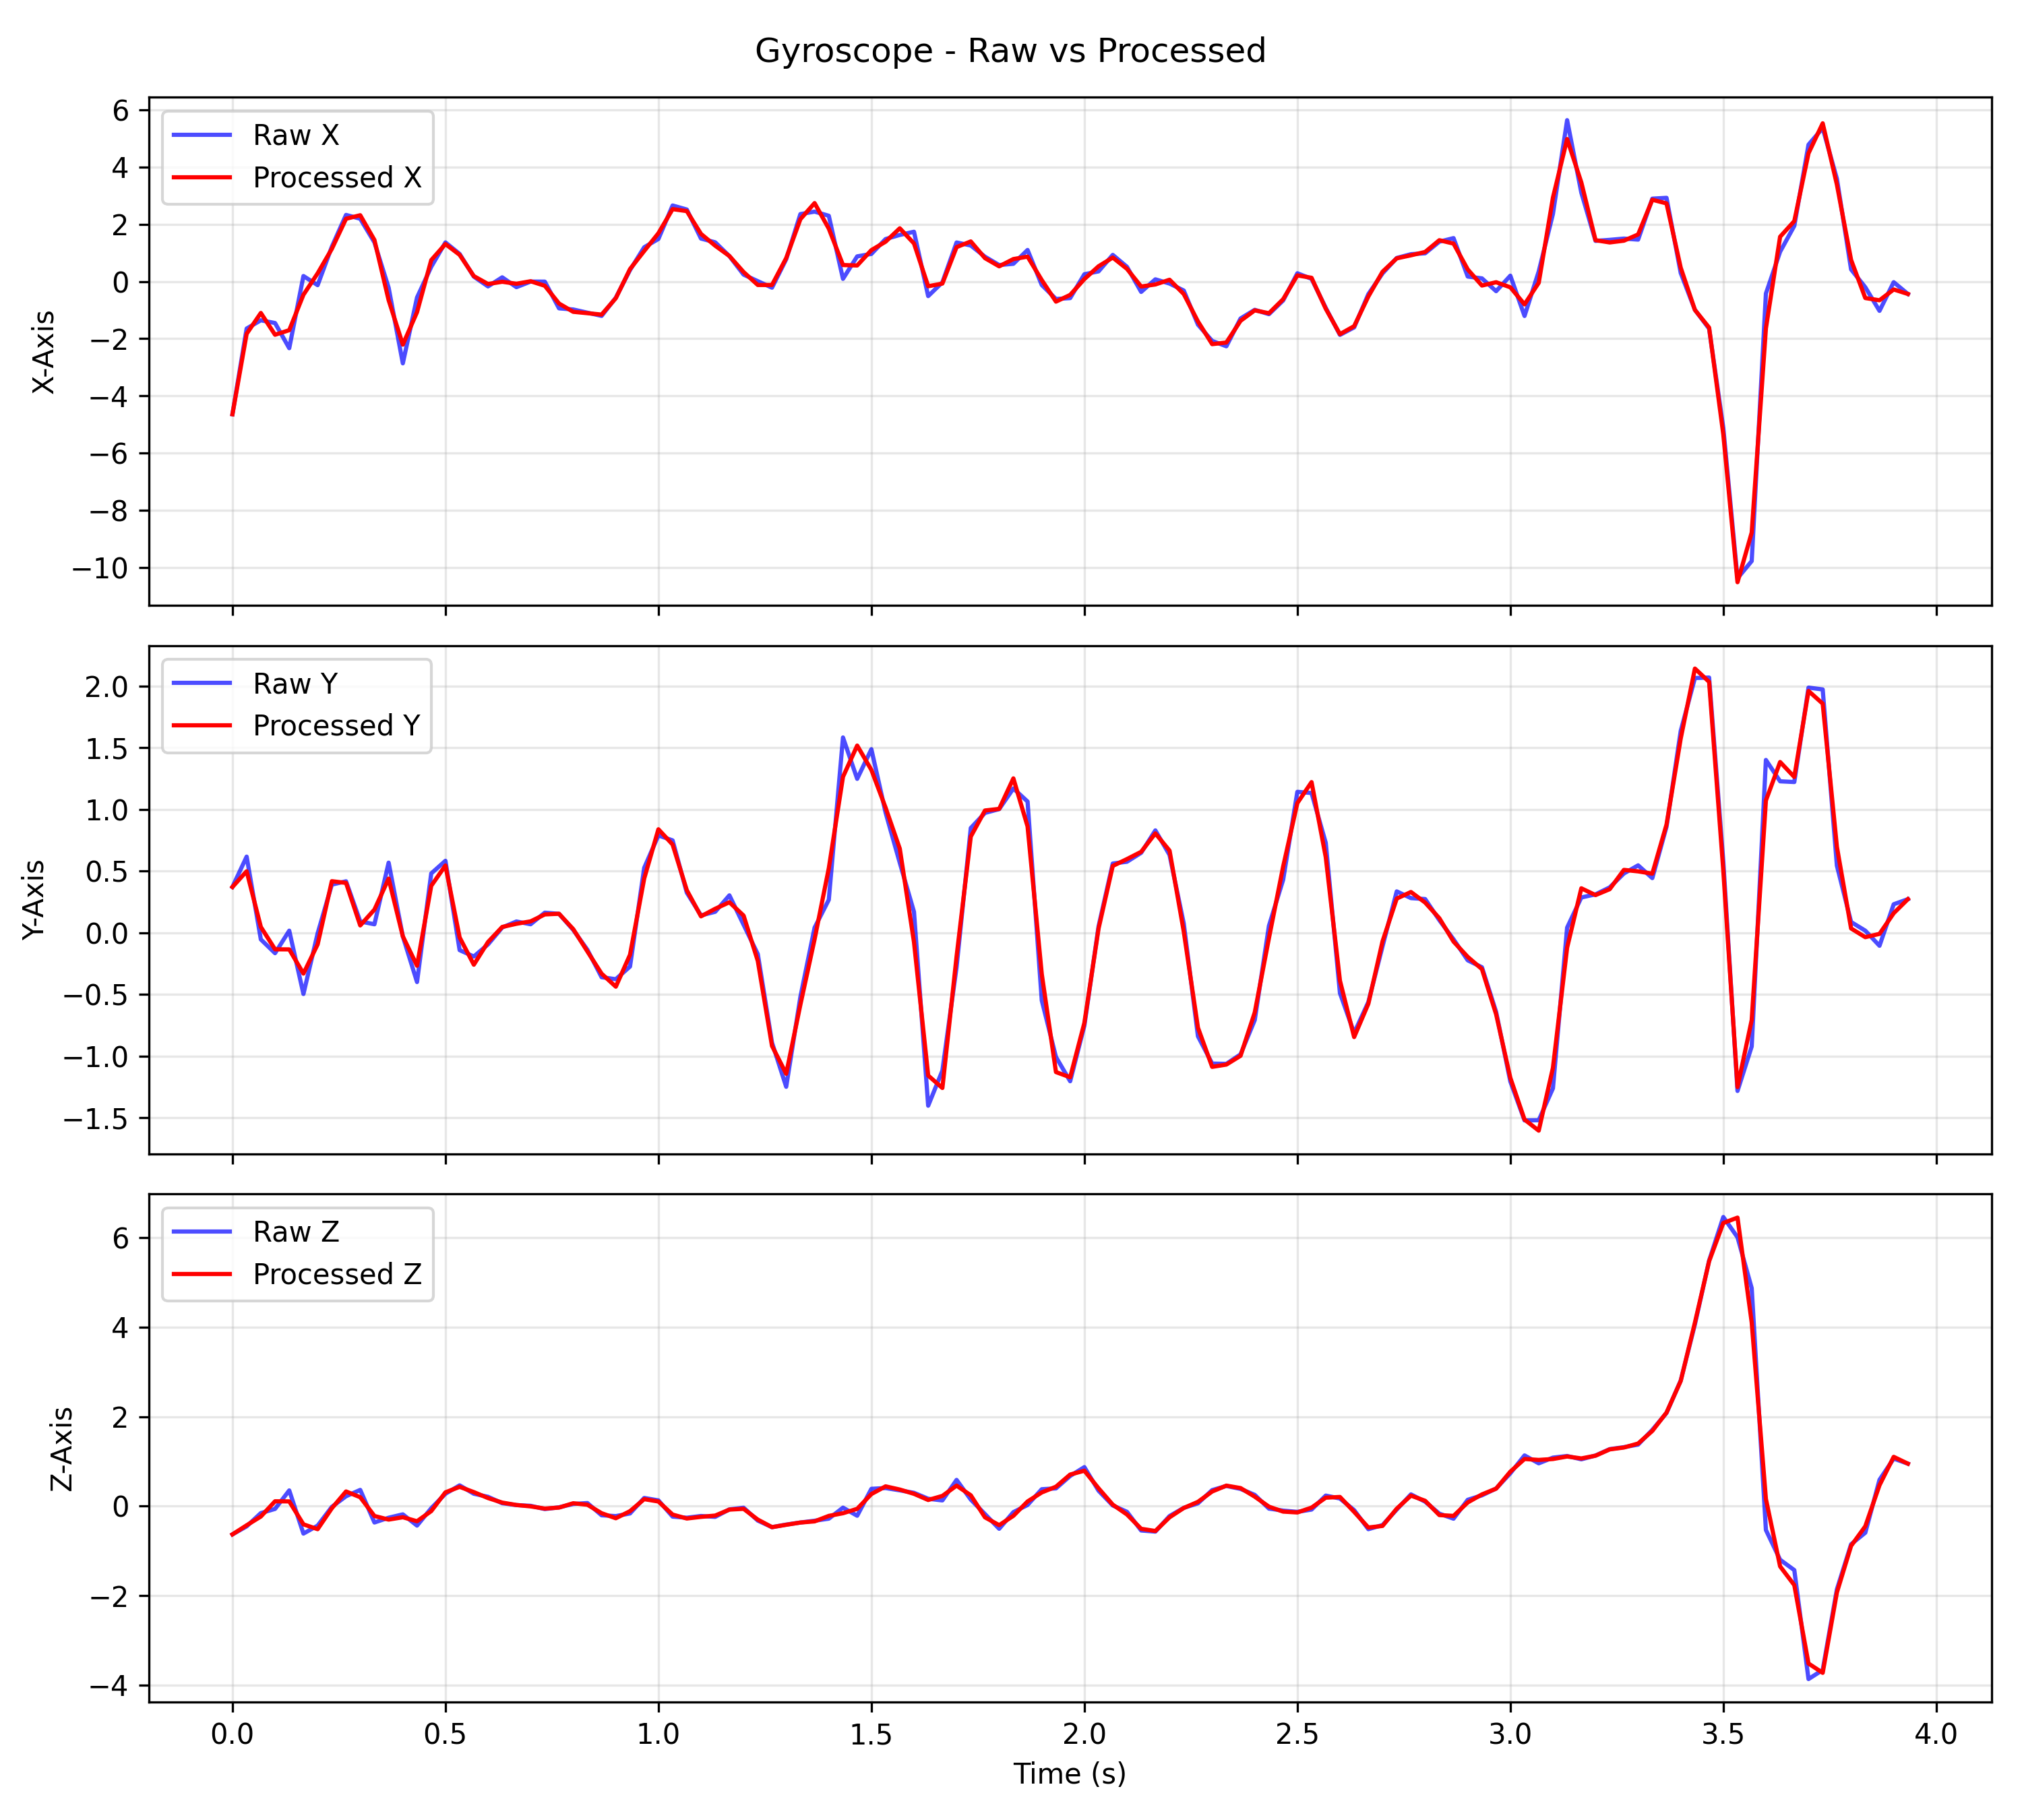 Gyroscope - Raw vs Processed
6
4
2
0
−2
−4
−6
−8
−10
X-Axis
Raw X
Processed X
2.0
1.5
1.0
0.5
0.0
−0.5
−1.0
−1.5
Y-Axis
Raw Y
Processed Y
6
4
2
0
−2
−4
Z-Axis
Raw Z
Processed Z
0.0 0.5 1.0 1.5 2.0 2.5 3.0 3.5 4.0
Time (s)